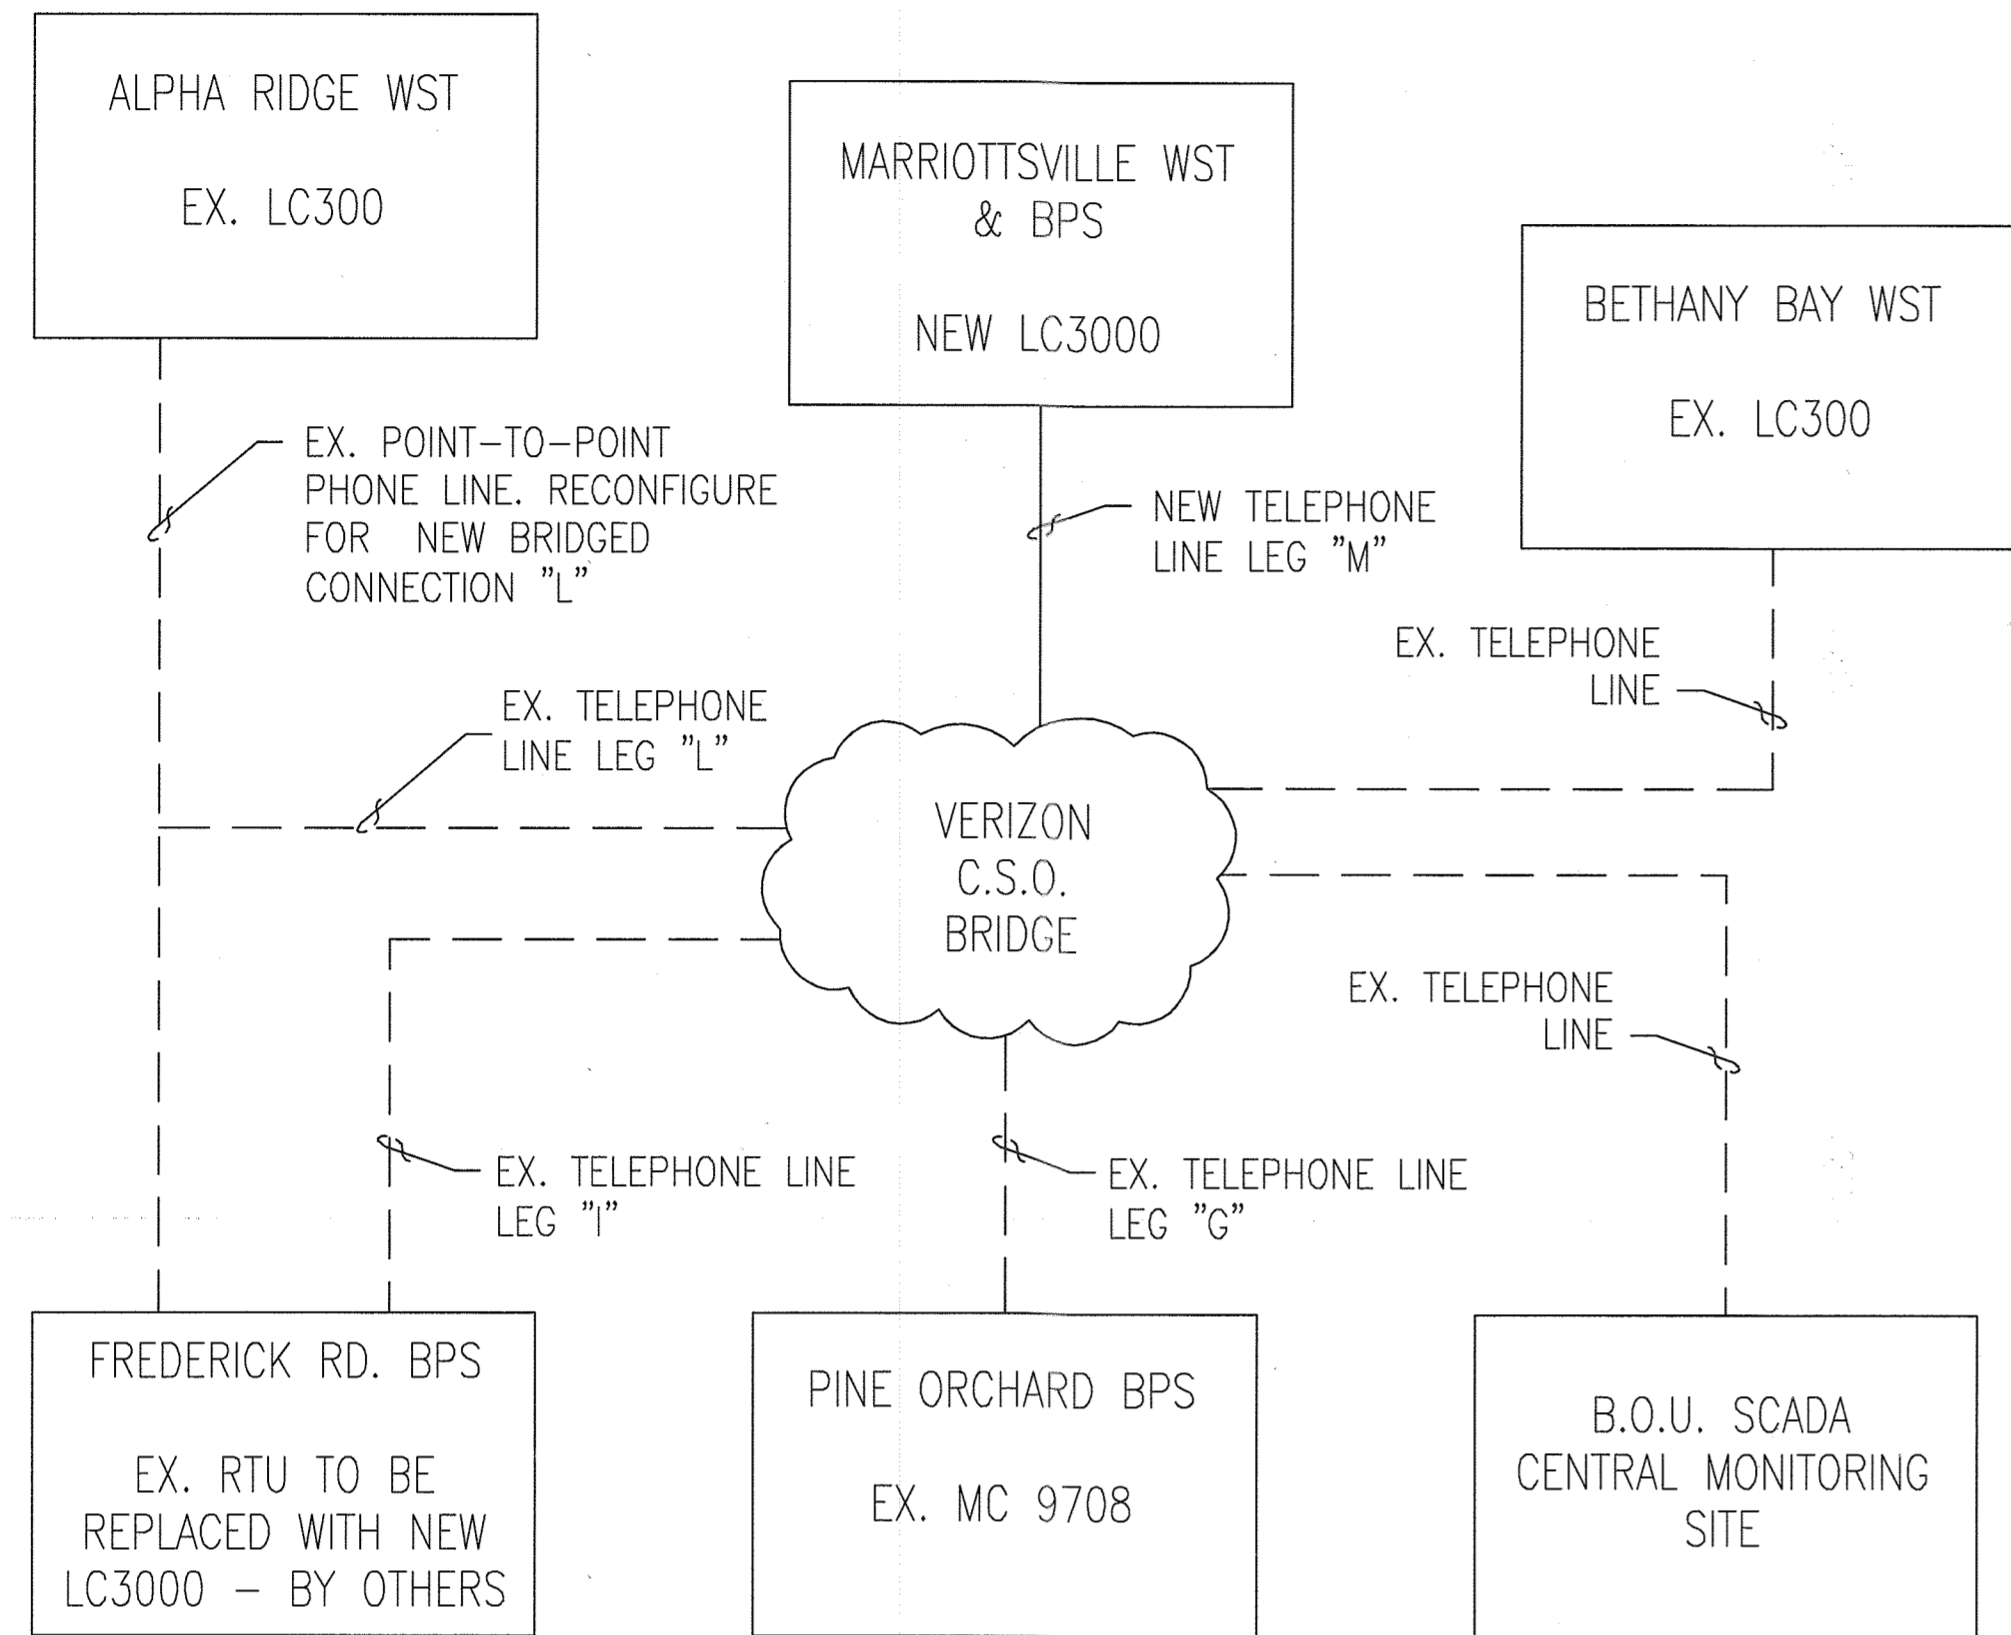 ALPHA RIDGE WST
EX. LC300
MARRIOTTSVILLE WST
& BPS
NEW LC3000
BETHANY BAY WST
EX. LC300
EX. POINT-TO-POINT
PHONE LINE. RECONFIGURE
FOR NEW BRIDGED
CONNECTION "L"
NEW TELEPHONE
LINE LEG "M"
EX. TELEPHONE
LINE
EX. TELEPHONE
LINE LEG "L"
VERIZON
C.S.O.
BRIDGE
EX. TELEPHONE
LINE
EX. TELEPHONE LINE
LEG "I"
EX. TELEPHONE LINE
LEG "G"
FREDERICK RD. BPS
EX. RTU TO BE
REPLACED WITH NEW
LC3000 - BY OTHERS
PINE ORCHARD BPS
EX. MC 9708
B.O.U. SCADA
CENTRAL MONITORING
SITE